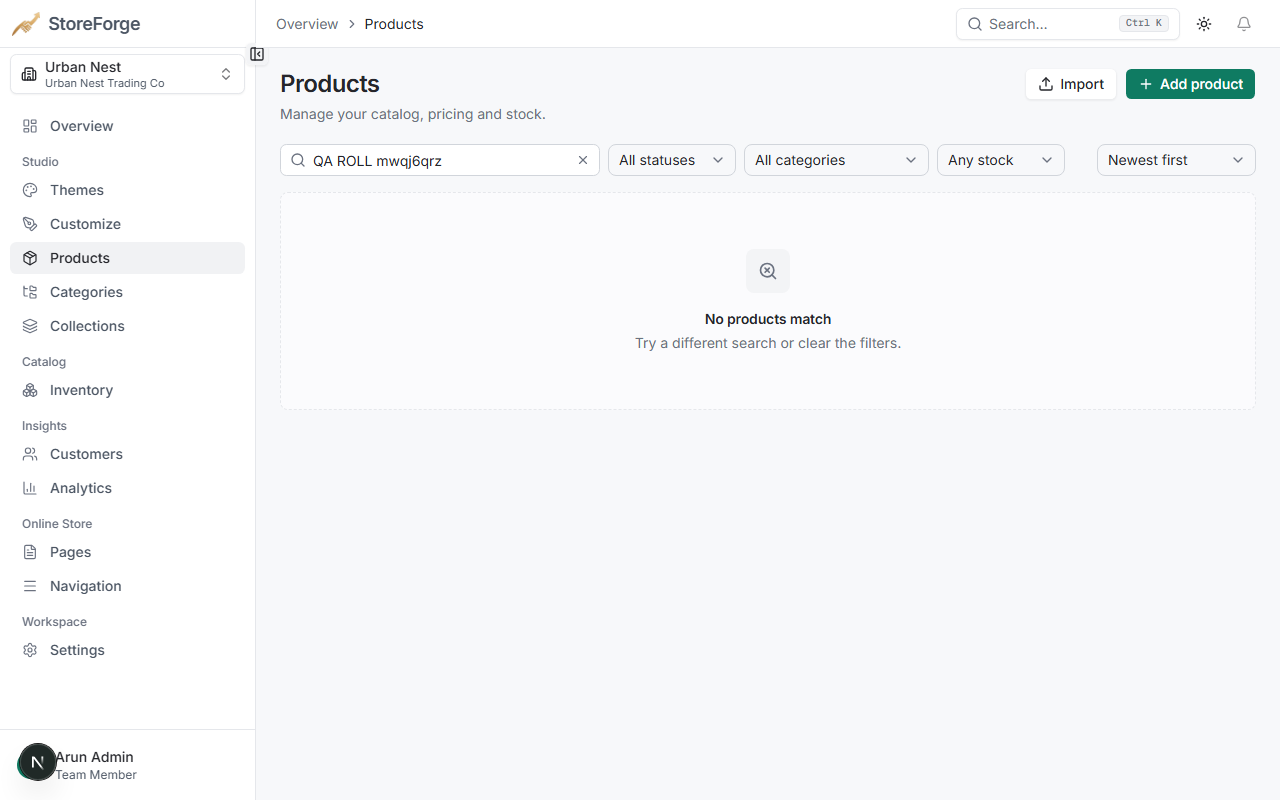 StoreForge
Overview
Products
Search...
Ctrl K
Urban Nest
Urban Nest Trading Co
Overview
Studio
Themes
Customize
Products
Categories
Collections
Catalog
Inventory
Insights
Customers
Analytics
Online Store
Pages
Navigation
Workspace
Settings
N
Arun Admin
Team Member
Products
Manage your catalog, pricing and stock.
Import
Add product
QA ROLL mwqj6qrz
All statuses
All categories
Any stock
Newest first
No products match
Try a different search or clear the filters.